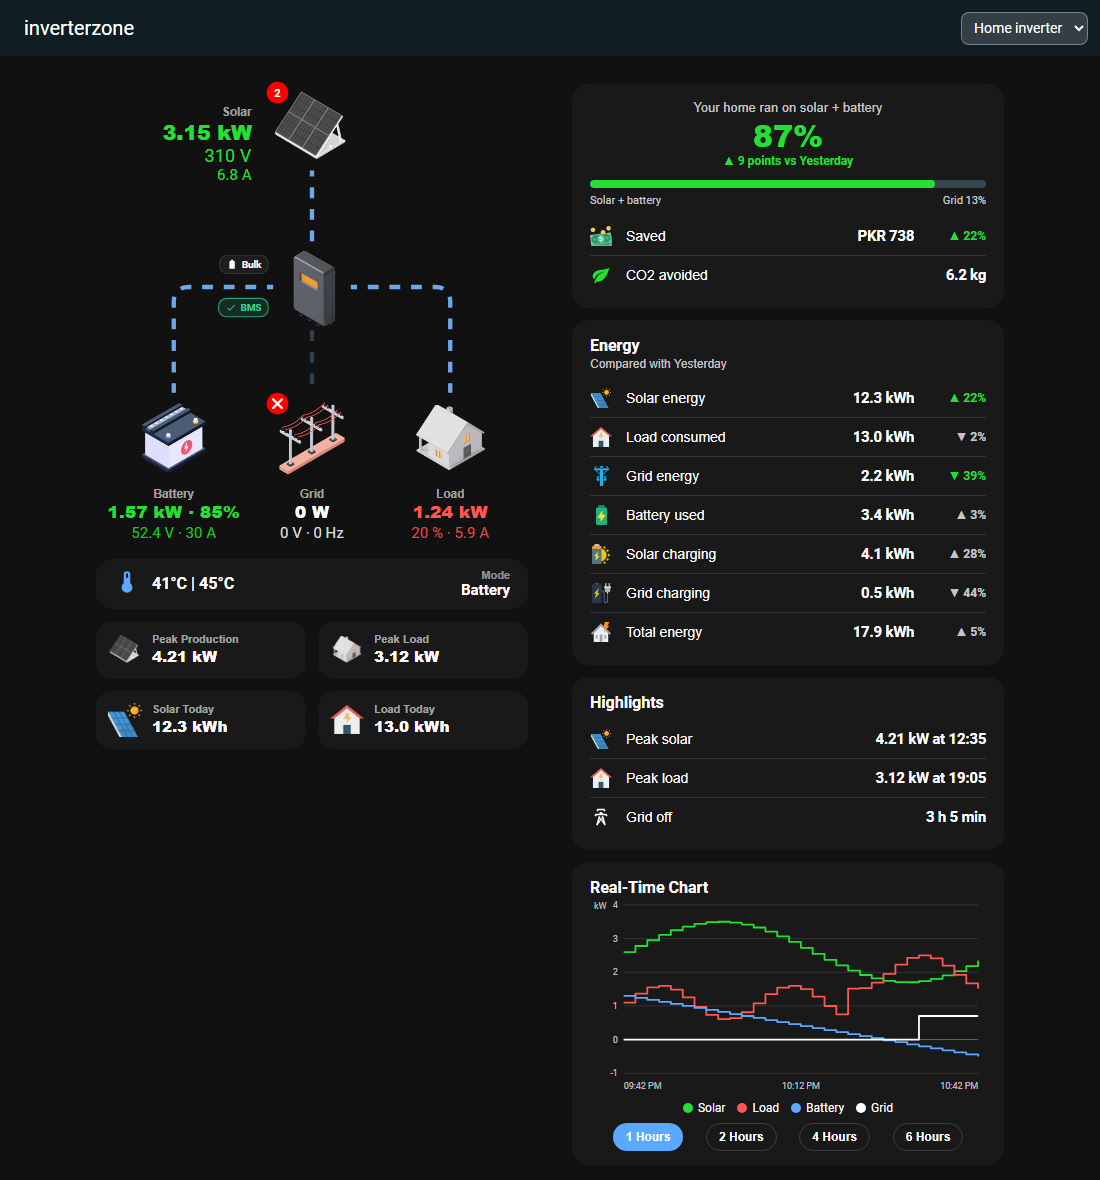 inverterzone
Home inverter
2
Solar
3.15 kW
310 V
6.8 A
Bulk
BMS
Battery
1.57 kW · 85%
52.4 V · 30 A
Grid
0 W
0 V · 0 Hz
Load
1.24 kW
20 % · 5.9 A
41°C | 45°C
Mode
Battery
Peak Production
4.21 kW
Peak Load
3.12 kW
Solar Today
12.3 kWh
Load Today
13.0 kWh
Your home ran on solar + battery
87%
▲ 9 points vs Yesterday
Solar + battery Grid 13%
Saved PKR 738 ▲ 22%
CO2 avoided 6.2 kg
Energy
Compared with Yesterday
Solar energy 12.3 kWh ▲ 22%
Load consumed 13.0 kWh ▼ 2%
Grid energy 2.2 kWh ▼ 39%
Battery used 3.4 kWh ▲ 3%
Solar charging 4.1 kWh ▲ 28%
Grid charging 0.5 kWh ▼ 44%
Total energy 17.9 kWh ▲ 5%
Highlights
Peak solar 4.21 kW at 12:35
Peak load 3.12 kW at 19:05
Grid off 3 h 5 min
Real-Time Chart
kW 4
3
2
1
0
-1
09:42 PM 10:12 PM 10:42 PM
Solar Load Battery Grid
1 Hours 2 Hours 4 Hours 6 Hours